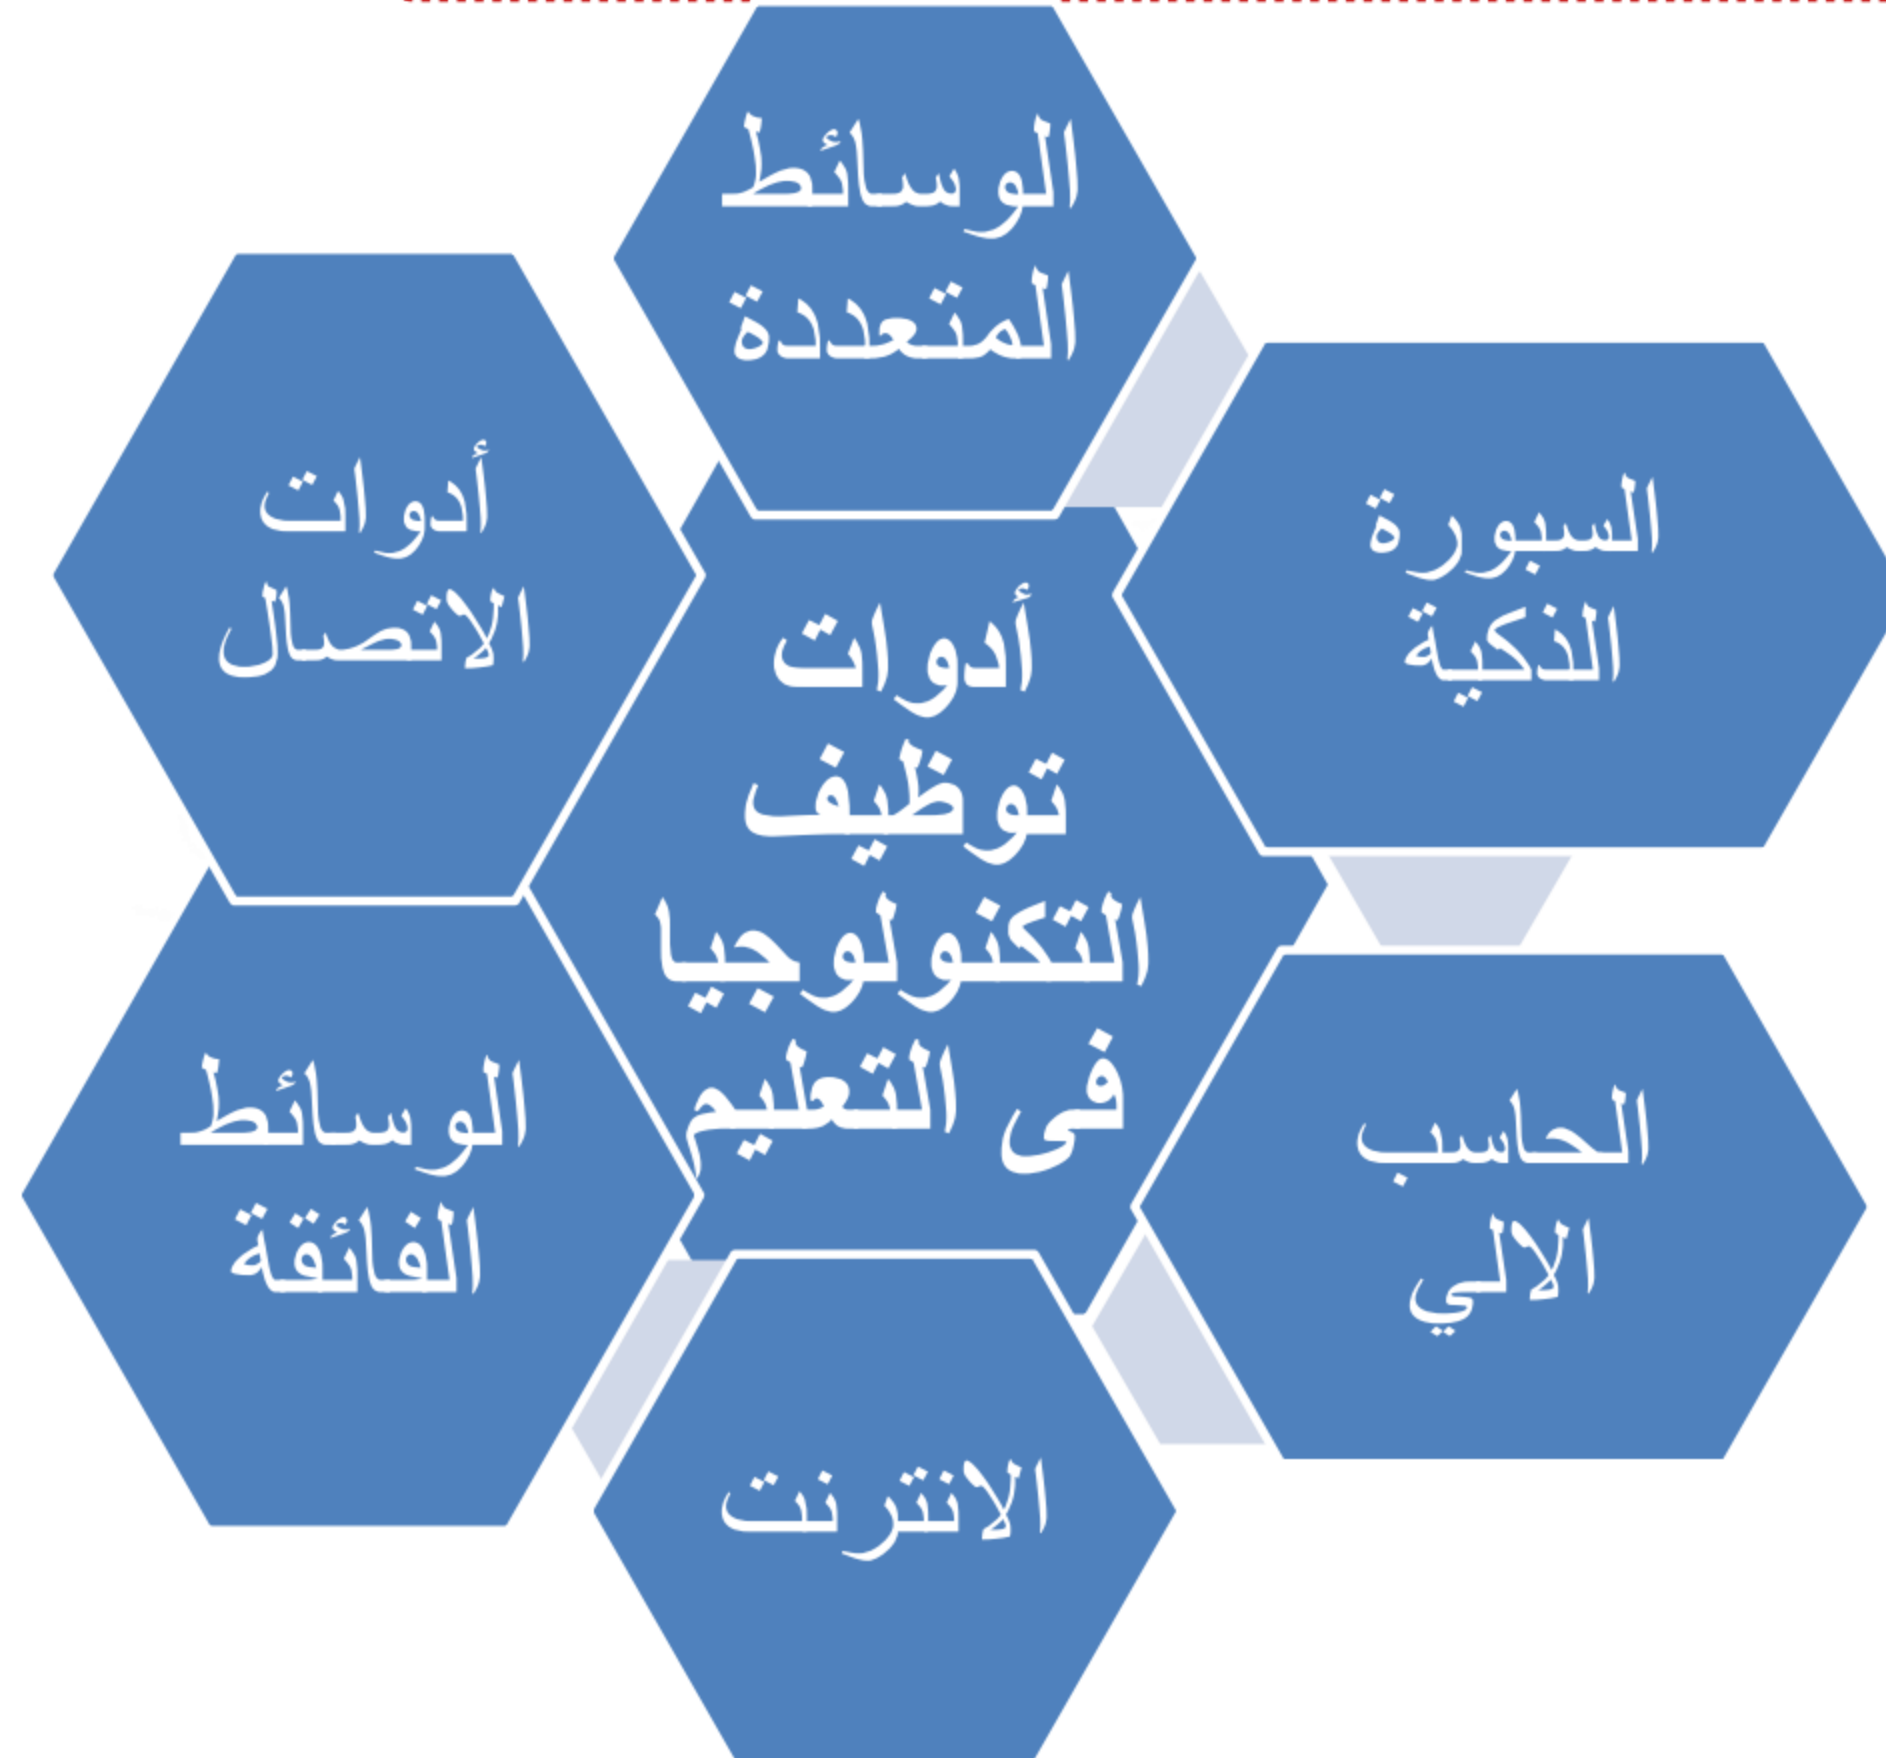 الوسائط
المتعددة
السبورة
الذكية
أدوات
الاتصال
أدوات
توظيف
التكنولوجيا
فى التعليم
الحاسب
الالي
الوسائط
الفائقة
الانترنت